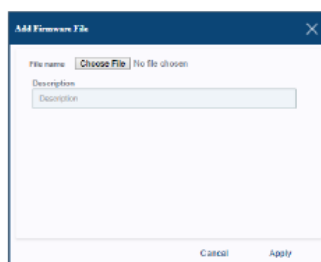 Add Firmware File
File name Choose File No file chosen
Description
Description
Cancel Apply